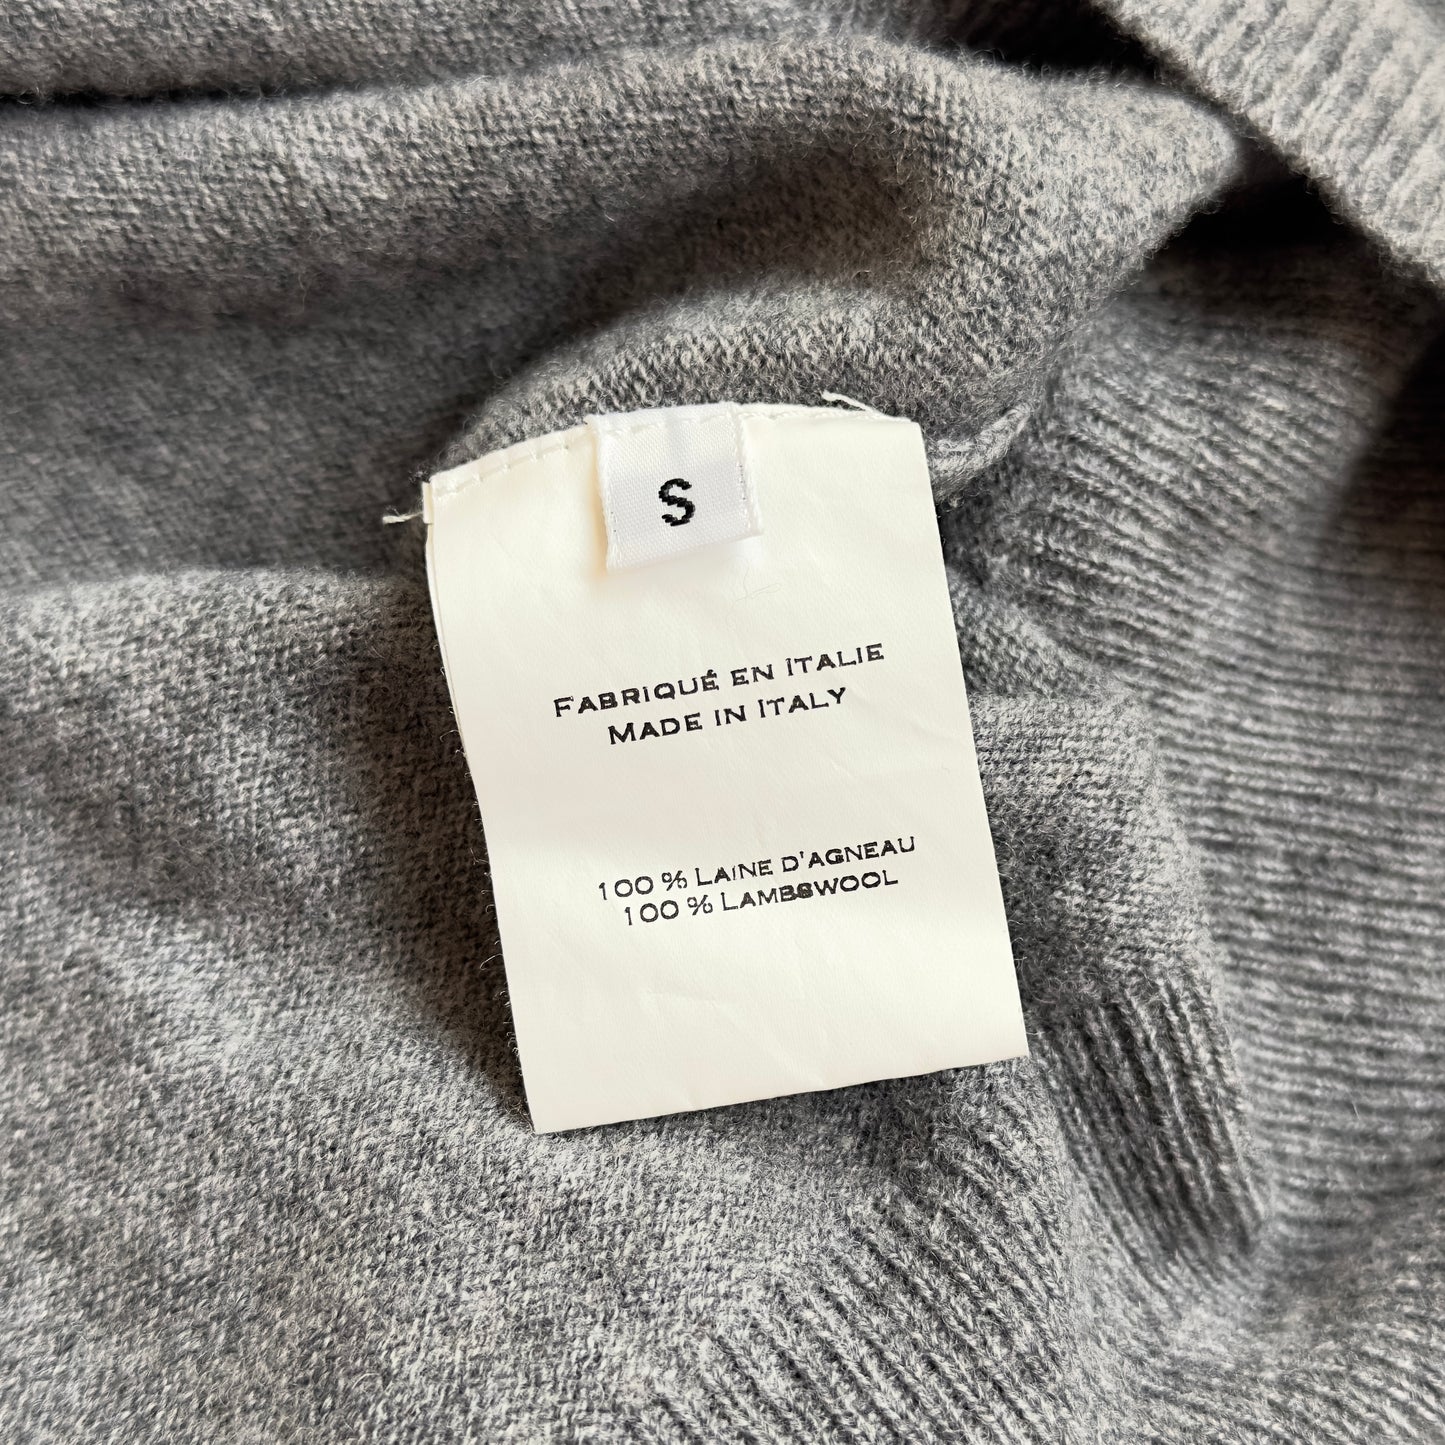 S
FABRIQUÉ EN ITALIE
MADE IN ITALY
100 % LAINE D'AGNEAU
100 % LAMBSWOOL